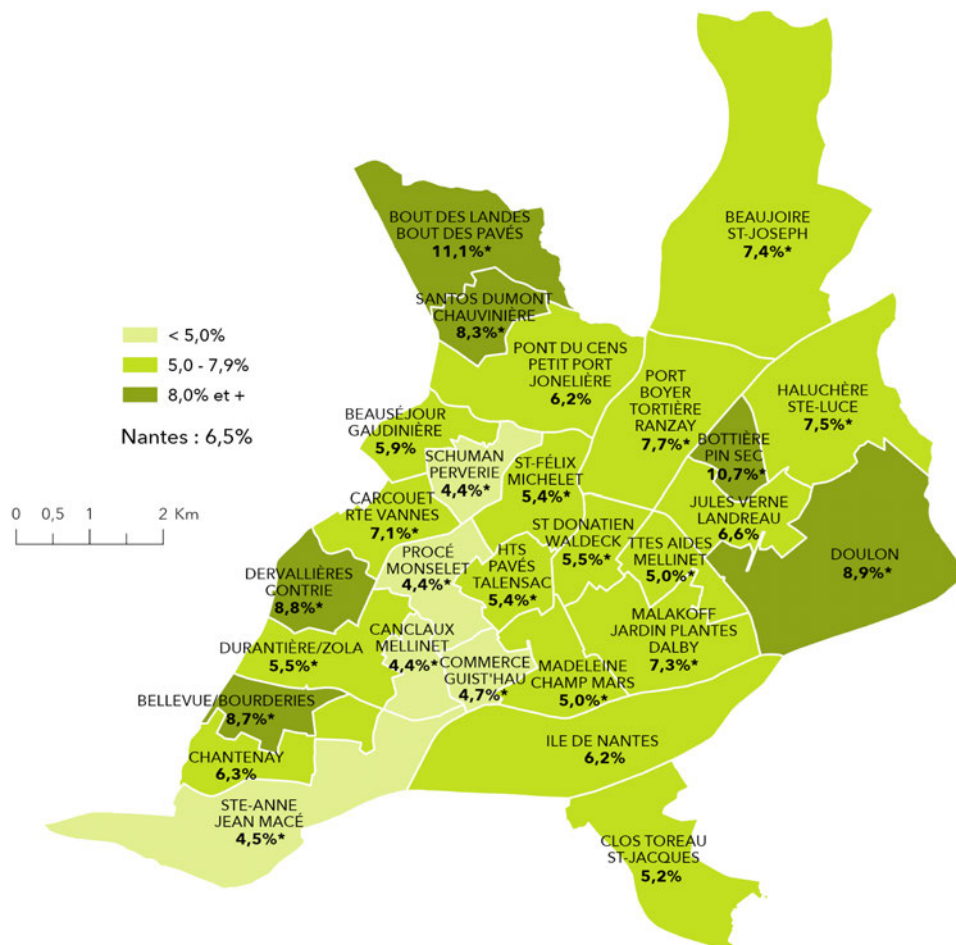 BOUT DES LANDES
BOUT DES PAVÉS
11,1%*
BEAUJOIRE
ST-JOSEPH
7,4%*
SANTOS DUMONT
CHAUVINIÈRE
8,3%*
< 5,0%
5,0 - 7,9%
8,0% et +
Nantes : 6,5%
0 0,5 1 2 Km
PONT DU CENS
PETIT PORT
JONELIÈRE
6,2%
PORT
BOYER
TORTIÈRE
RANZAY
7,7%*
HALUCHÈRE
STE-LUCE
7,5%*
BEAUSÉJOUR
GAUDINIÈRE
5,9%
SCHUMAN
PERVERIE
4,4%*
ST-FÉLIX
MICHELET
5,4%*
BOTTIÈRE
PIN SEC
10,7%*
CARCOUET
RTE VANNES
7,1%*
JULES VERNE
LANDREAU
6,6%
ST DONATIEN
WALDECK
5,5%*
TTES AIDES
MELLINET
5,0%*
DOULON
8,9%*
PROCÉ
MONSELET
4,4%*
HTS
PAVÉS
TALENSAC
5,4%*
DERVALLIÈRES
CONTRIE
8,8%*
MALAKOFF
JARDIN PLANTES
DALBY
7,3%*
DURANTIÈRE/ZOLA
5,5%*
CANCLAUX
MELLINET
4,4%*
COMMERCE
GUIST'HAU
4,7%*
MADELEINE
CHAMP MARS
5,0%*
BELLEVUE/BOURDERIES
8,7%*
ILE DE NANTES
6,2%
CHANTENAY
6,3%
STE-ANNE
JEAN MACÉ
4,5%*
CLOS TOREAU
ST-JACQUES
5,2%